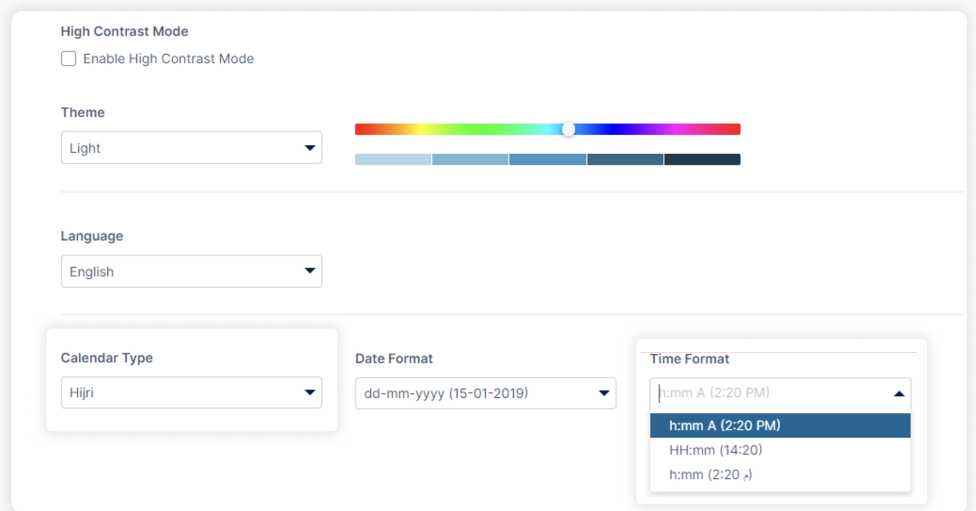 High Contrast Mode
Enable High Contrast Mode
Theme
Light
Language
English
Calendar Type
Hijri
Date Format
dd-mm-yyyy (15-01-2019)
Time Format
h:mm A (2:20 PM)
h:mm A (2:20 PM)
HH:mm (14:20)
h:mm (2:20 م)